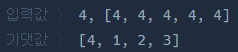 입력값 〉 4, [4, 4, 4, 4, 4]
기댓값 〉 [4, 1, 2, 3]